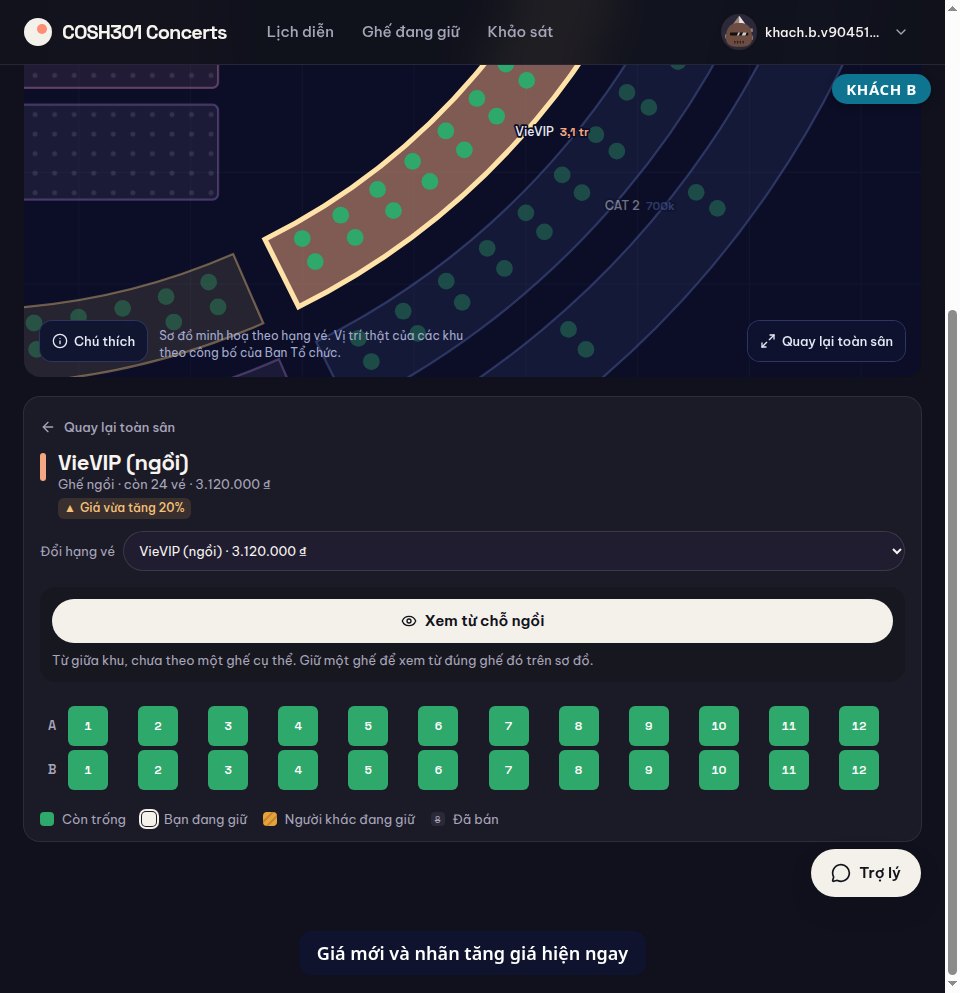 COSH301 Concerts
Lịch diễn
Ghế đang giữ
Khảo sát
khach.b.v90451...
KHÁCH B
VieVIP 3,1 tr
CAT 2 700k
Chú thích
Sơ đồ minh hoạ theo hạng vé. Vị trí thật của các khu
theo công bố của Ban Tổ chức.
Quay lại toàn sân
Quay lại toàn sân
VieVIP (ngồi)
Ghế ngồi · còn 24 vé · 3.120.000 ₫
▲ Giá vừa tăng 20%
Đổi hạng vé
VieVIP (ngồi) · 3.120.000 ₫
Xem từ chỗ ngồi
Từ giữa khu, chưa theo một ghế cụ thể. Giữ một ghế để xem từ đúng ghế đó trên sơ đồ.
A 1 2 3 4 5 6 7 8 9 10 11 12
B 1 2 3 4 5 6 7 8 9 10 11 12
Còn trống
Bạn đang giữ
Người khác đang giữ
8 Đã bán
Trợ lý
Giá mới và nhãn tăng giá hiện ngay